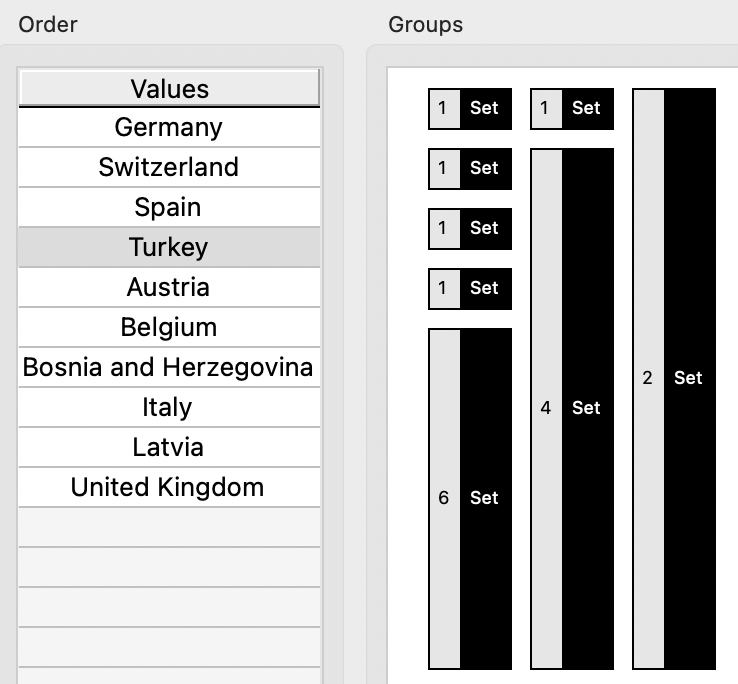 Order
Groups
Values
Germany
Switzerland
Spain
Turkey
Austria
Belgium
Bosnia and Herzegovina
Italy
Latvia
United Kingdom
1 Set
1 Set
1 Set
1 Set
6 Set
1 Set
4 Set
2 Set